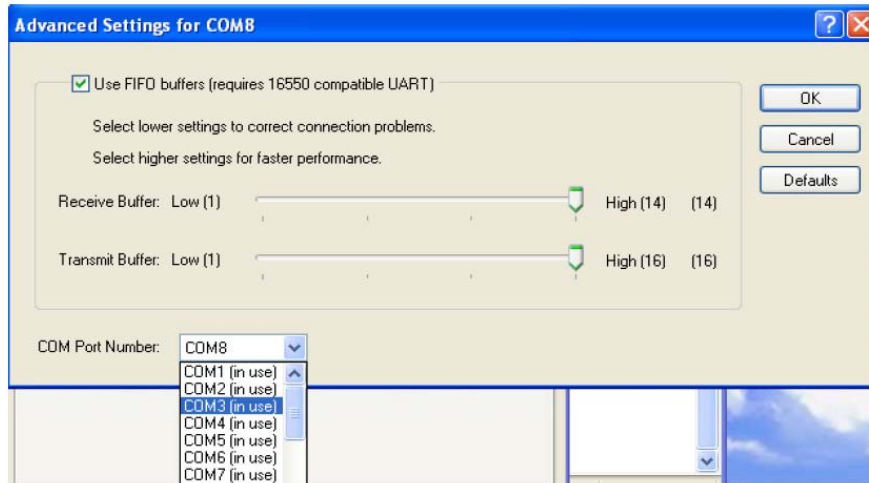 Advanced Settings for COM8
Use FIFO buffers (requires 16550 compatible UART)
OK
Select lower settings to correct connection problems.
Cancel
Select higher settings for faster performance.
Defaults
Receive Buffer: Low (1) High (14) (14)
Transmit Buffer: Low (1) High (16) (16)
COM Port Number: COM8
COM1 (in use)
COM2 (in use)
COM3 (in use)
COM4 (in use)
COM5 (in use)
COM6 (in use)
COM7 (in use)